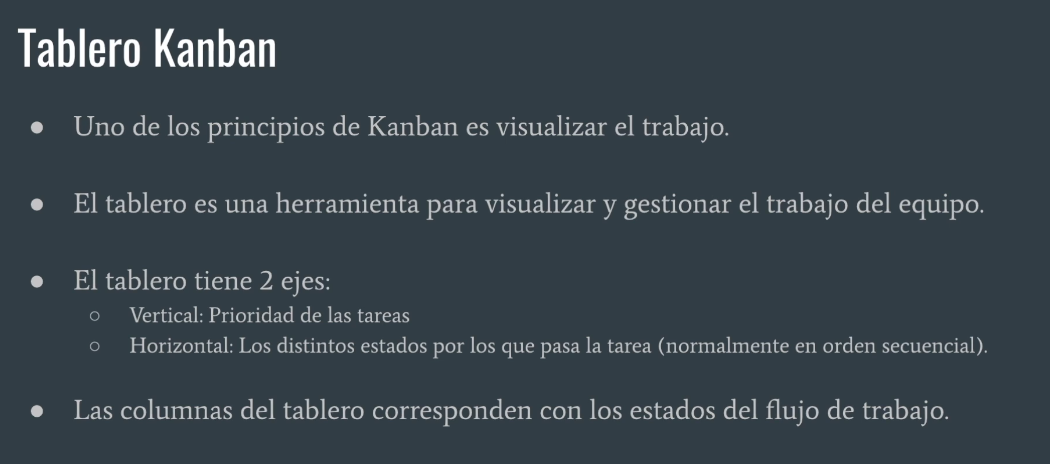 Tablero Kanban
● Uno de los principios de Kanban es visualizar el trabajo.
● El tablero es una herramienta para visualizar y gestionar el trabajo del equipo.
● El tablero tiene 2 ejes:
○ Vertical: Prioridad de las tareas
○ Horizontal: Los distintos estados por los que pasa la tarea (normalmente en orden secuencial).
● Las columnas del tablero corresponden con los estados del flujo de trabajo.